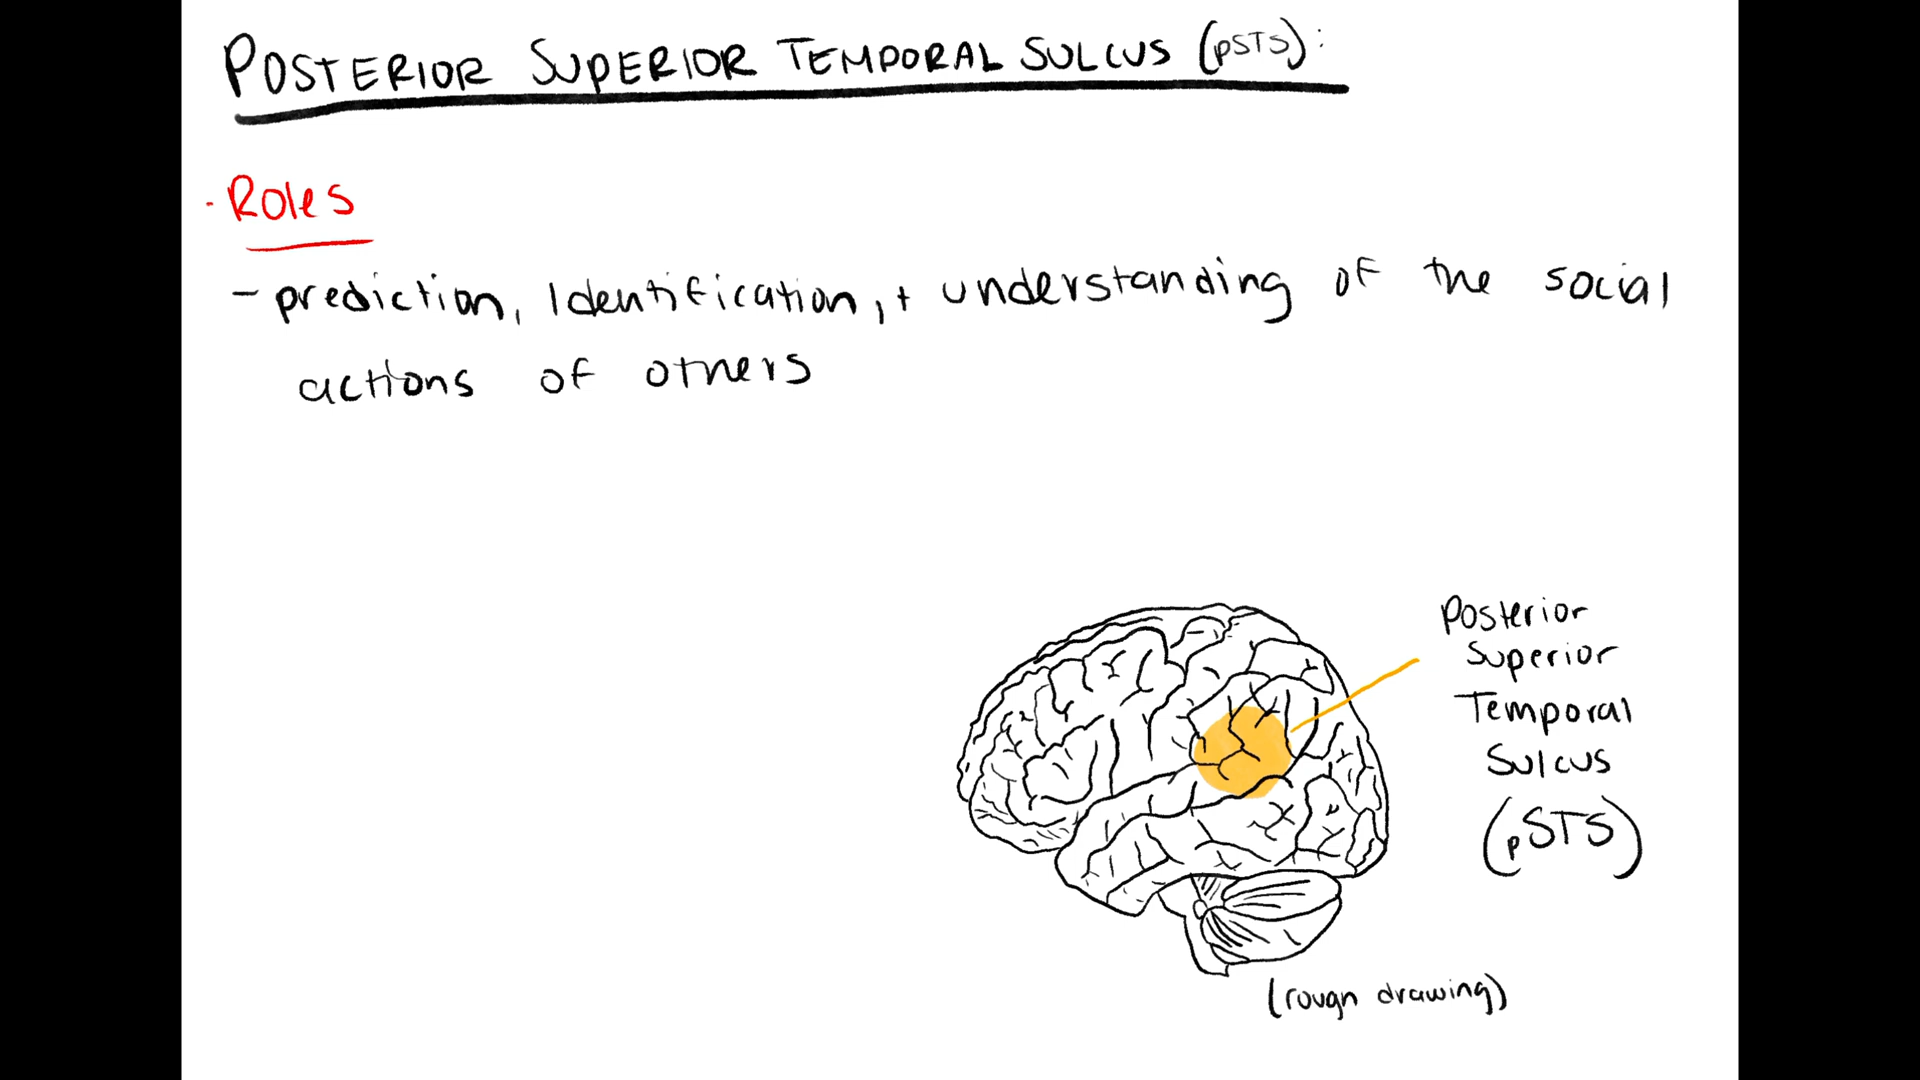 POSTERIOR SUPERIOR TEMPORAL SULCUS (pSTS):
· Roles
- prediction, Identification, + understanding of the social
actions of others
Posterior
Superior
Temporal
Sulcus
(pSTS)
(rough drawing)